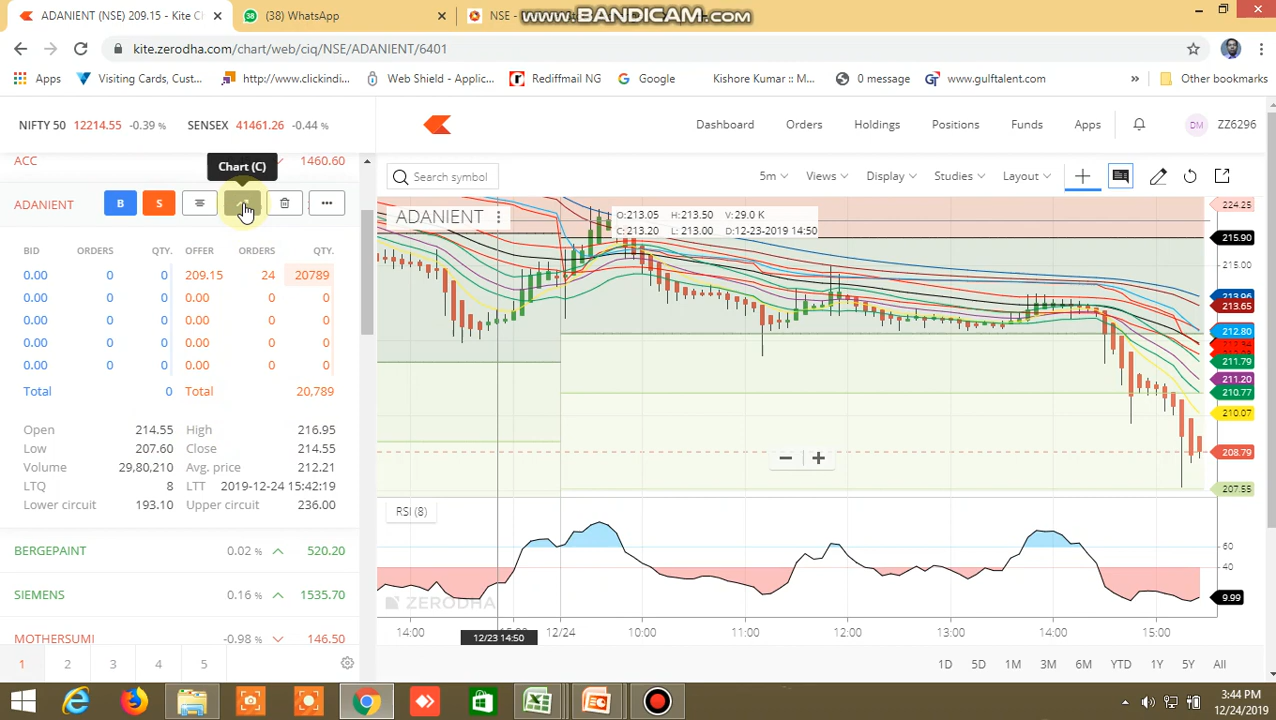 ADANIENT (NSE) 209.15 - Kite C
(38) WhatsApp
NSE -
www.BANDICAM.com
kite.zerodha.com/chart/web/ciq/NSE/ADANIENT/6401
Apps Visiting Cards, Cust... http://www.clickindi... Web Shield - Applic... Rediffmail NG Google Kishore Kumar :: M... 0 message www.gulftalent.com » Other bookmarks
NIFTY 50 12214.55 -0.39 % SENSEX 41461.26 -0.44 %
Dashboard Orders Holdings Positions Funds Apps DM ZZ6296
ACC 1460.60
Chart (C)
Search symbol 5m Views Display Studies Layout
ADANIENT B S
ADANIENT
O:213.05 H:213.50 V:29.0 K
C:213.20 L:213.00 D:12-23-2019 14:50
BID ORDERS QTY. OFFER ORDERS QTY.
0.00 0 0 209.15 24 20789
0.00 0 0 0.00 0 0
0.00 0 0 0.00 0 0
0.00 0 0 0.00 0 0
0.00 0 0 0.00 0 0
Total 0 Total 20,789
Open 214.55 High 216.95
Low 207.60 Close 214.55
Volume 29,80,210 Avg. price 212.21
LTQ 8 LTT 2019-12-24 15:42:19
Lower circuit 193.10 Upper circuit 236.00
BERGEPAINT 0.02 % 520.20
SIEMENS 0.16 % 1535.70
MOTHERSUMI -0.98 % 146.50
1 2 3 4 5
224.25
215.90
215.00
213.96
213.65
212.80
211.79
211.20
210.77
210.07
208.79
207.55
RSI (8)
60
40
9.99
ZERODHA
14:00 12/23 14:50 12/24 10:00 11:00 12:00 13:00 14:00 15:00
1D 5D 1M 3M 6M YTD 1Y 5Y All
3:44 PM
12/24/2019